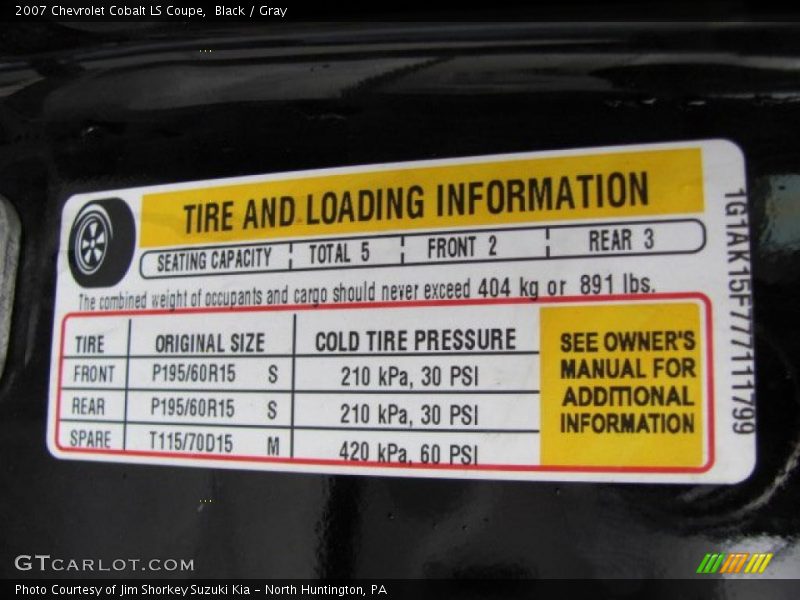 2007 Chevrolet Cobalt LS Coupe, Black / Gray
TIRE AND LOADING INFORMATION
SEATING CAPACITY | TOTAL 5 | FRONT 2 | REAR 3
The combined weight of occupants and cargo should never exceed 404 kg or 891 lbs.
TIRE ORIGINAL SIZE COLD TIRE PRESSURE
FRONT P195/60R15 S 210 kPa, 30 PSI
REAR P195/60R15 S 210 kPa, 30 PSI
SPARE T115/70D15 M 420 kPa, 60 PSI
SEE OWNER'S
MANUAL FOR
ADDITIONAL
INFORMATION
1G1AK15F777111799
GTCARLOT.COM
Photo Courtesy of Jim Shorkey Suzuki Kia - North Huntington, PA